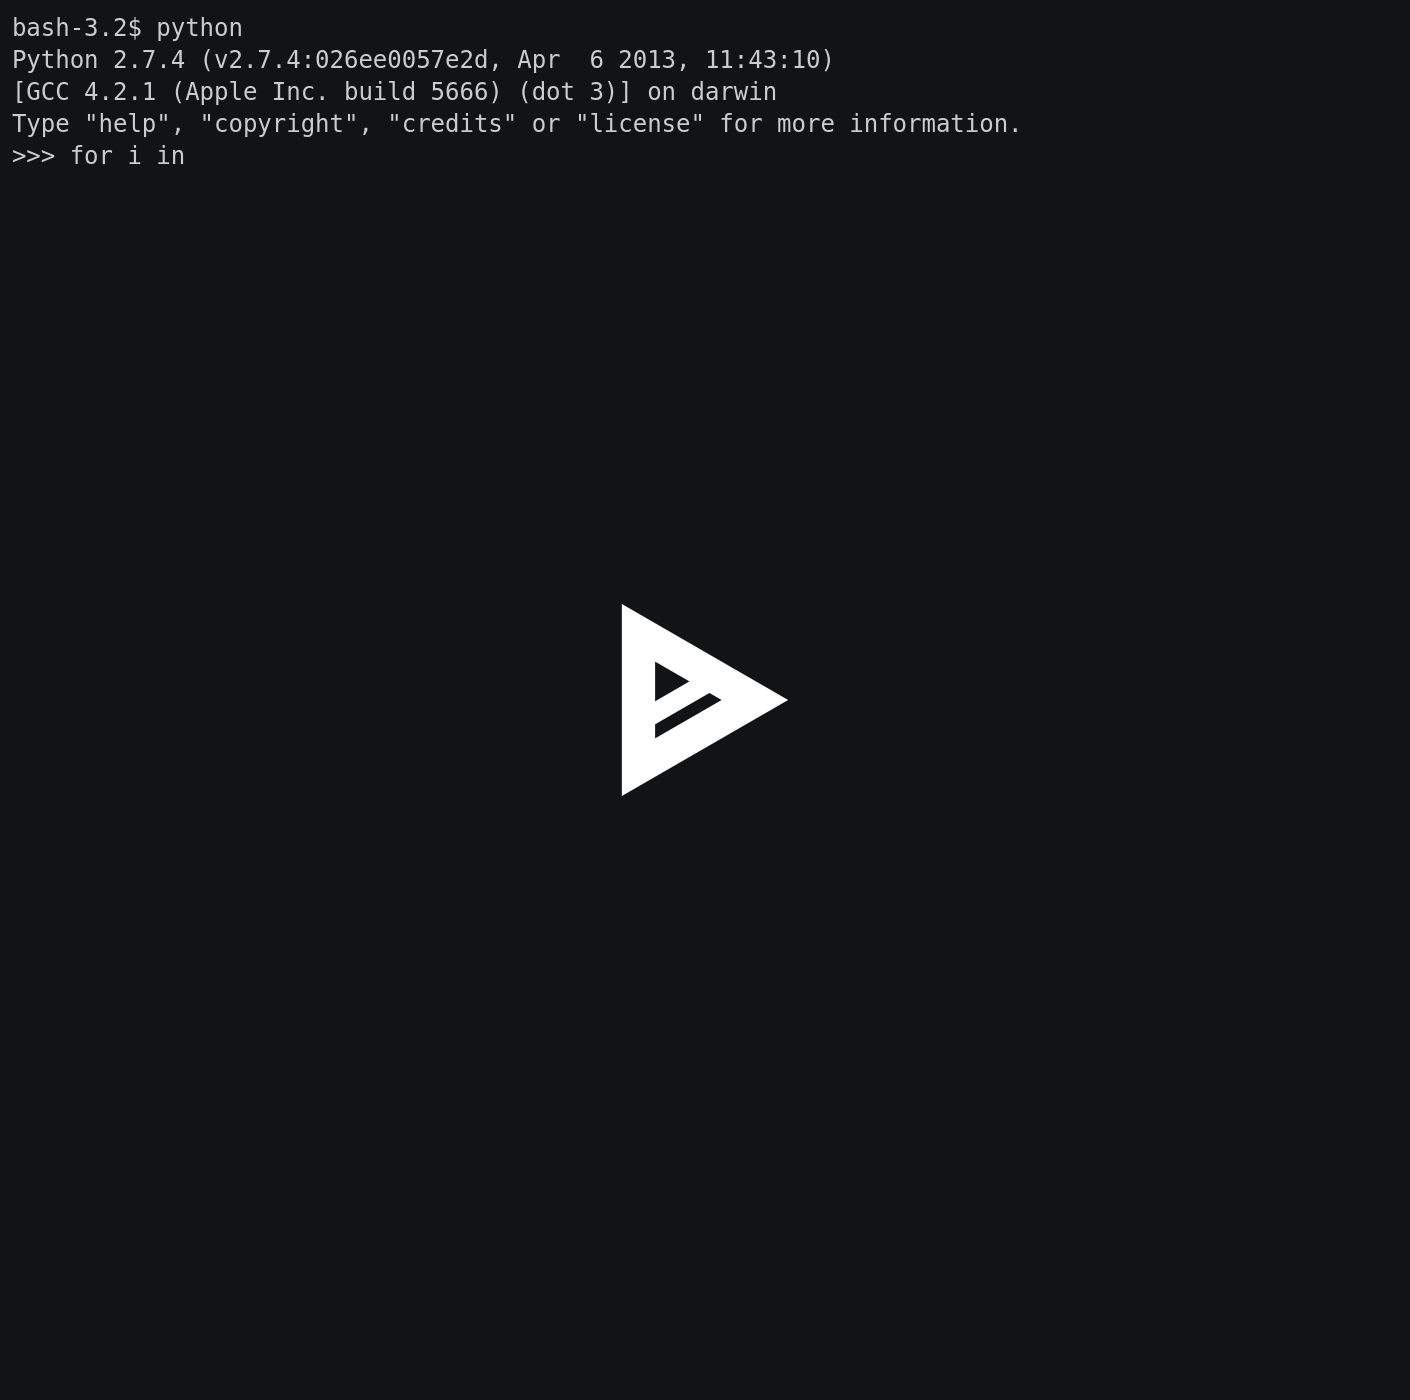 bash-3.2$ python
Python 2.7.4 (v2.7.4:026ee0057e2d, Apr  6 2013, 11:43:10)
[GCC 4.2.1 (Apple Inc. build 5666) (dot 3)] on darwin
Type "help", "copyright", "credits" or "license" for more information.
>>> for i in